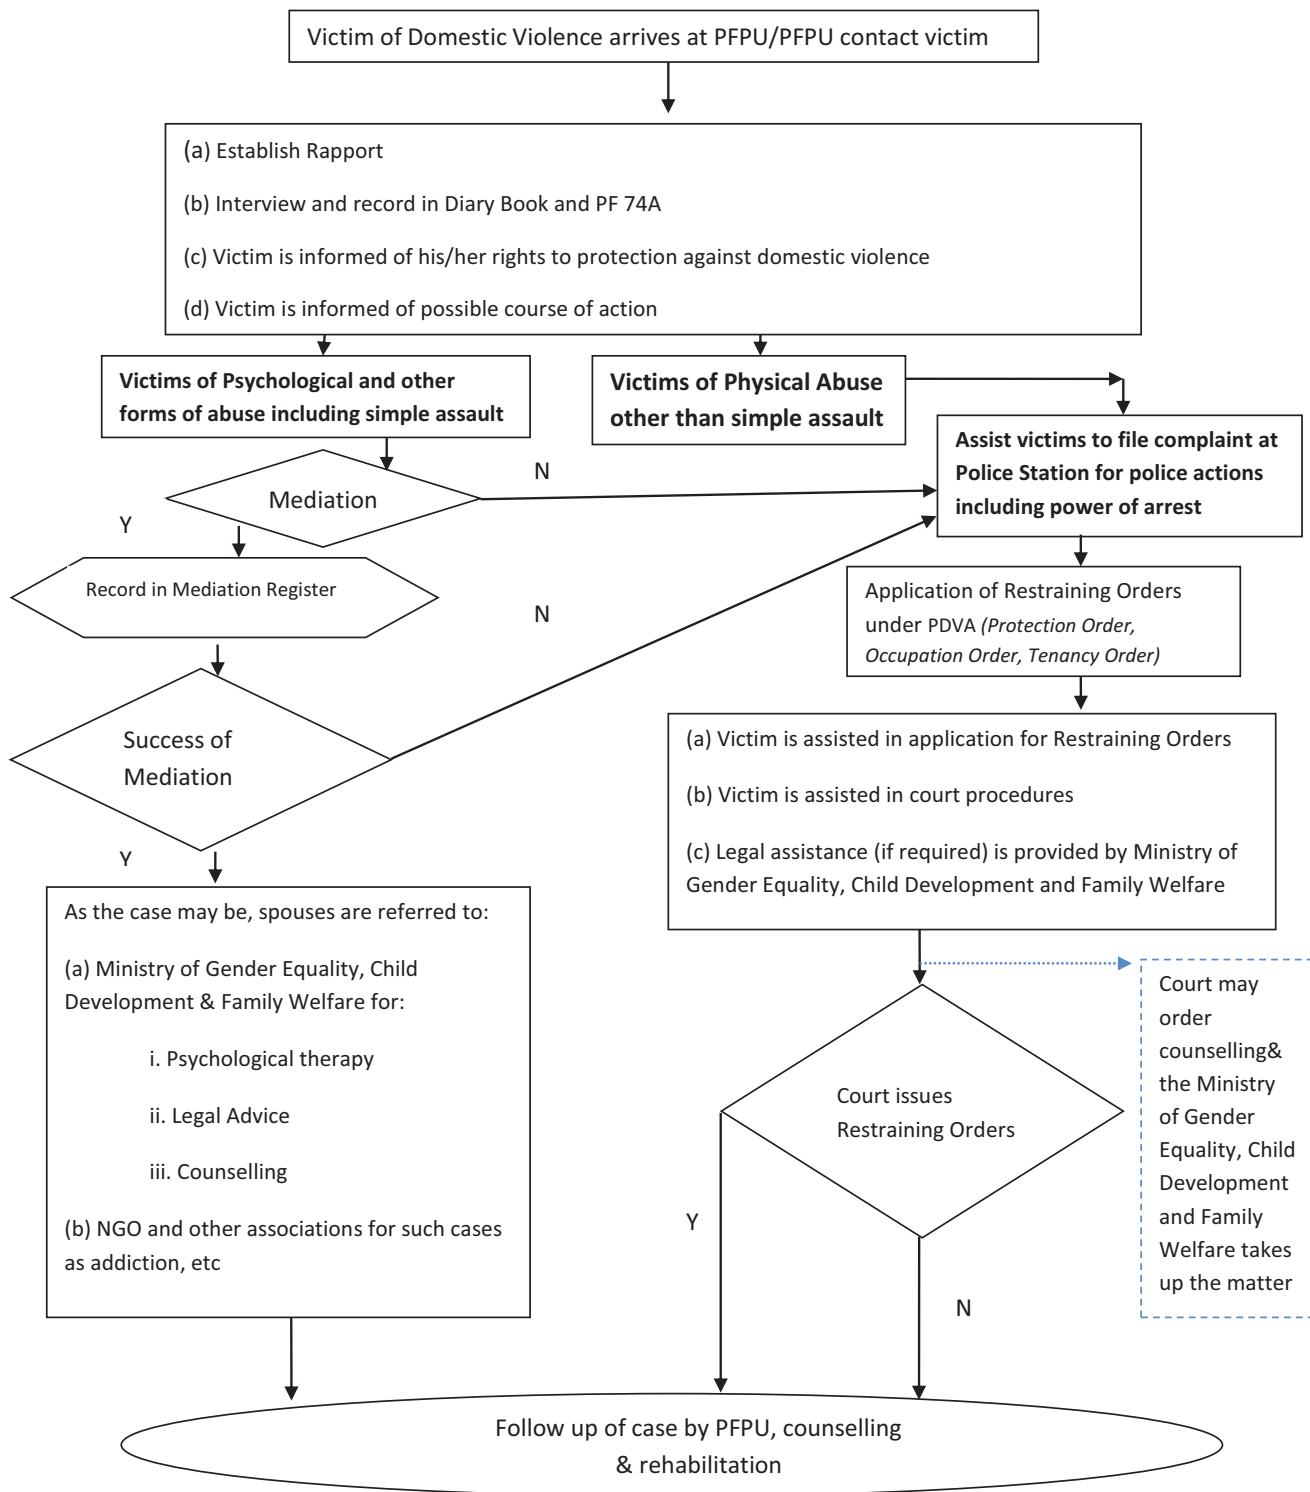 Victim of Domestic Violence arrives at PFPU/PFPU contact victim
(a) Establish Rapport
(b) Interview and record in Diary Book and PF 74A
(c) Victim is informed of his/her rights to protection against domestic violence
(d) Victim is informed of possible course of action
Victims of Psychological and other
forms of abuse including simple assault
Victims of Physical Abuse
other than simple assault
Assist victims to file complaint at
Police Station for police actions
including power of arrest
Mediation
N
Y
Record in Mediation Register
N
Application of Restraining Orders
under PDVA (Protection Order,
Occupation Order, Tenancy Order)
Success of
Mediation
Y
(a) Victim is assisted in application for Restraining Orders
(b) Victim is assisted in court procedures
(c) Legal assistance (if required) is provided by Ministry of
Gender Equality, Child Development and Family Welfare
As the case may be, spouses are referred to:
(a) Ministry of Gender Equality, Child
Development & Family Welfare for:
i. Psychological therapy
ii. Legal Advice
iii. Counselling
(b) NGO and other associations for such cases
as addiction, etc
Court may
order
counselling&
the Ministry
of Gender
Equality, Child
Development
and Family
Welfare takes
up the matter
Court issues
Restraining Orders
Y
N
Follow up of case by PFPU, counselling
& rehabilitation